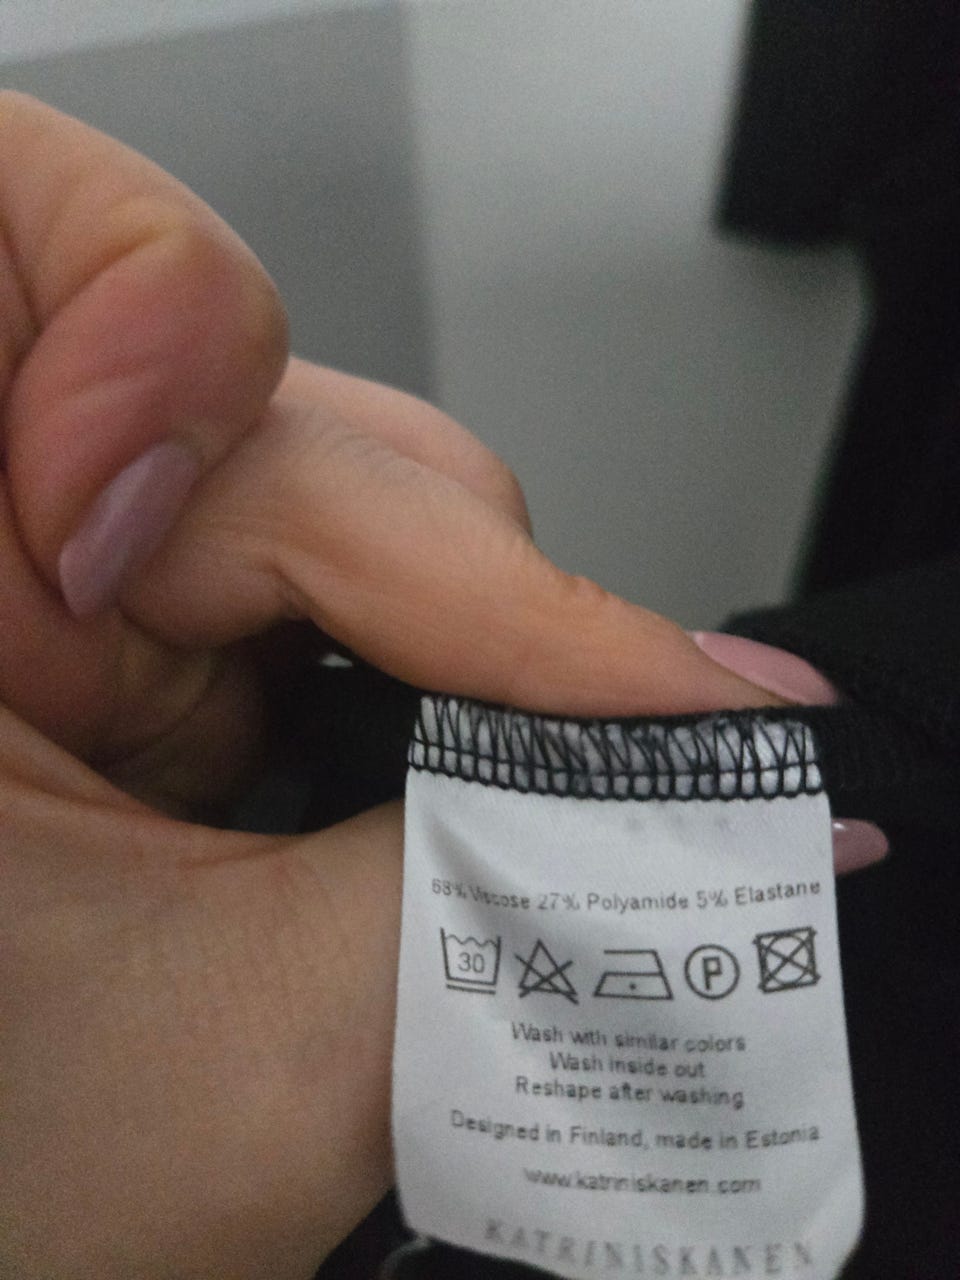 68% Viscose 27% Polyamide 5% Elastane
30 P
Wash with similar colors
Wash inside out
Reshape after washing
Designed in Finland, made in Estonia
www.katriniskanen.com
KATRINISKANEN